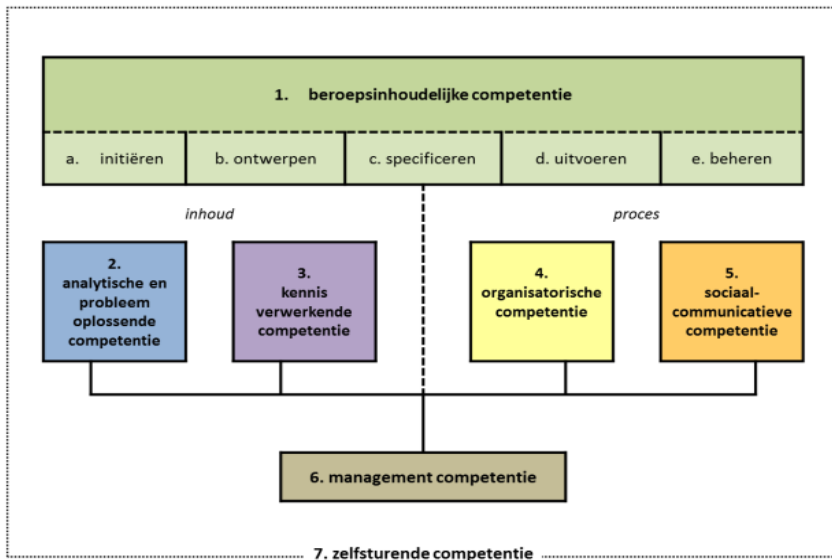 1. beroepsinhoudelijke competentie
a. initiëren
b. ontwerpen
c. specificeren
d. uitvoeren
e. beheren
inhoud
proces
2.
analytische en
probleem
oplossende
competentie
3.
kennis
verwerkende
competentie
4.
organisatorische
competentie
5.
sociaal-
communicatieve
competentie
6. management competentie
7. zelfsturende competentie